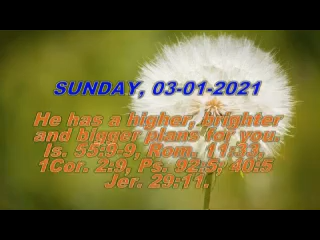 SUNDAY, 03-01-2021
He has a higher, brighter
and bigger plans for you.
Is. 55:8-9, Rom. 11:33,
1Cor. 2:9, Ps. 92:5; 40:5
Jer. 29:11.